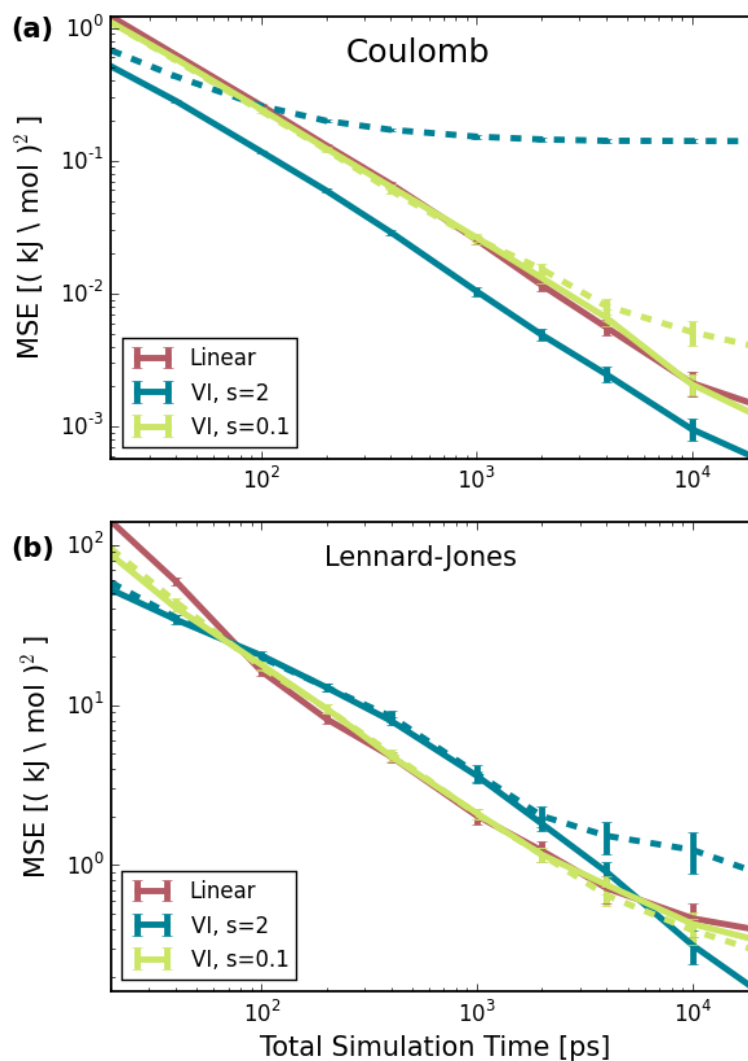 (a)
Coulomb
MSE [( kJ \ mol )²]
10⁰
10⁻¹
10⁻²
10⁻³
Linear
VI, s=2
VI, s=0.1
10²
10³
10⁴
(b)
Lennard-Jones
MSE [( kJ \ mol )²]
10²
10¹
10⁰
Linear
VI, s=2
VI, s=0.1
10²
10³
10⁴
Total Simulation Time [ps]